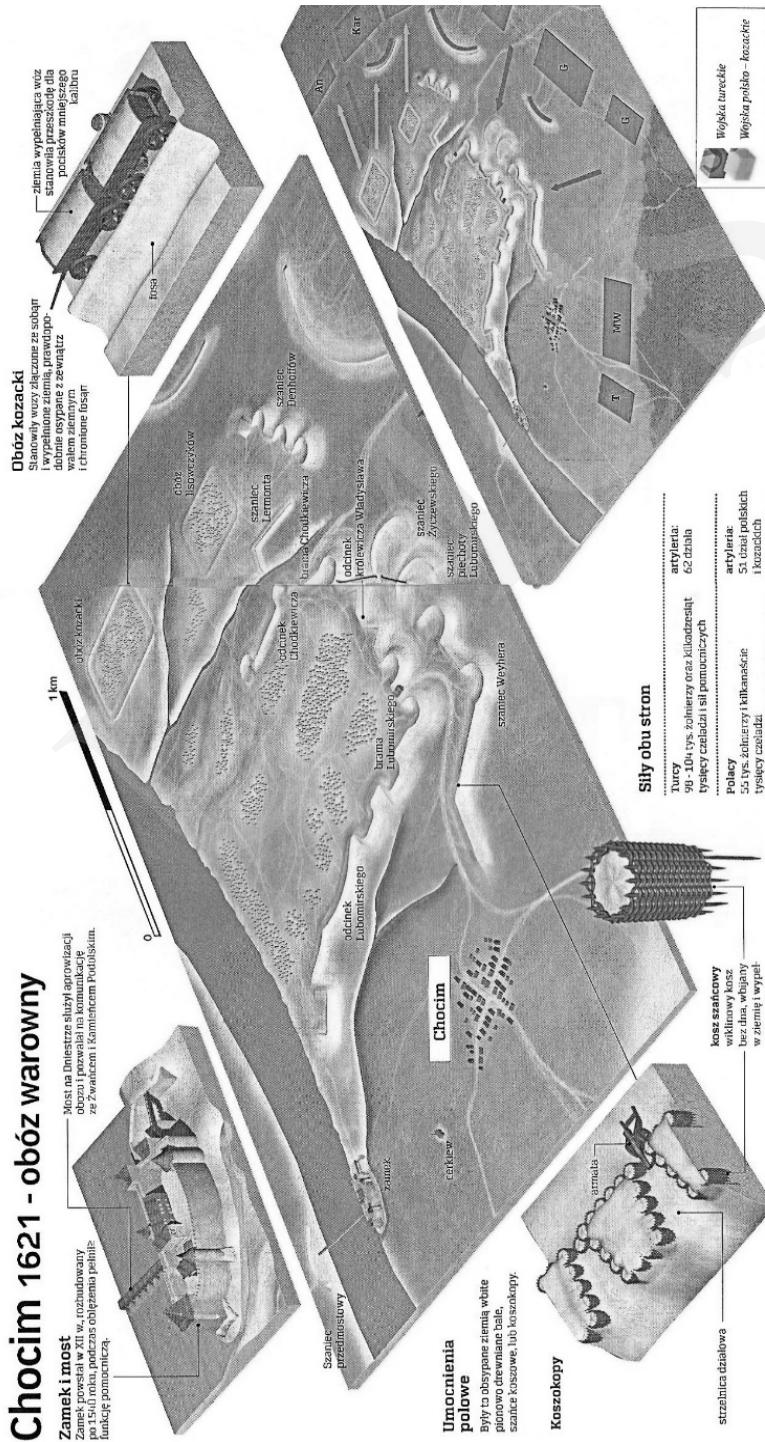 Chocim 1621 - obóz warowny
Zamek i most
Zamek powstał w XII w., rozbudowany
po 1540 roku, podczas oblężenia pełnił
funkcję pomocniczą.
Most na Dniestrze służył aprowizacji
obozu i pozwalał na komunikację
ze Żwańcem i Kamieńcem Podolskim.
0
1 km
Obóz kozacki
Stanowiły wozy złączone ze sobą
i wypełnione ziemią, prawdopo-
dobnie osypane z zewnątrz
wałem ziemnym
i chronione fosą
ziemia wypełniająca wóz
stanowiła przeszkodę dla
pocisków mniejszego
kalibru
fosa
obóz kozacki
obóz
lisowczyków
szaniec
Lermonta
szaniec
Denhoffów
brama Chodkiewicza
odcinek
Chodkiewicza
odcinek
królewicza Władysława
szaniec
Życzewskiego
szaniec
piechoty
Lubomirskiego
brama
Lubomirskiego
szaniec Weyhera
odcinek
Lubomirskiego
Chocim
zamek
cerkiew
Szaniec
przedmostowy
Umocnienia
polowe
Były to obsypane ziemią wbite
pionowo drewniane bale,
szańce koszowe, lub koszokopy.
Koszokopy
armata
strzelnica działowa
kosz szańcowy
wiklinowy kosz
bez dna, wbijany
w ziemię i wypeł-
Siły obu stron
Turcy
98 - 104 tys. żołnierzy oraz kilkadziesiąt
tysięcy czeladzi i sił pomocniczych
artyleria:
62 działa
Polacy
55 tys. żołnierzy i kilkanaście
tysięcy czeladzi
artyleria:
51 dział polskich
i kozackich
An
Kar
G
G
MW
T
Wojska tureckie
Wojska polsko - kozackie